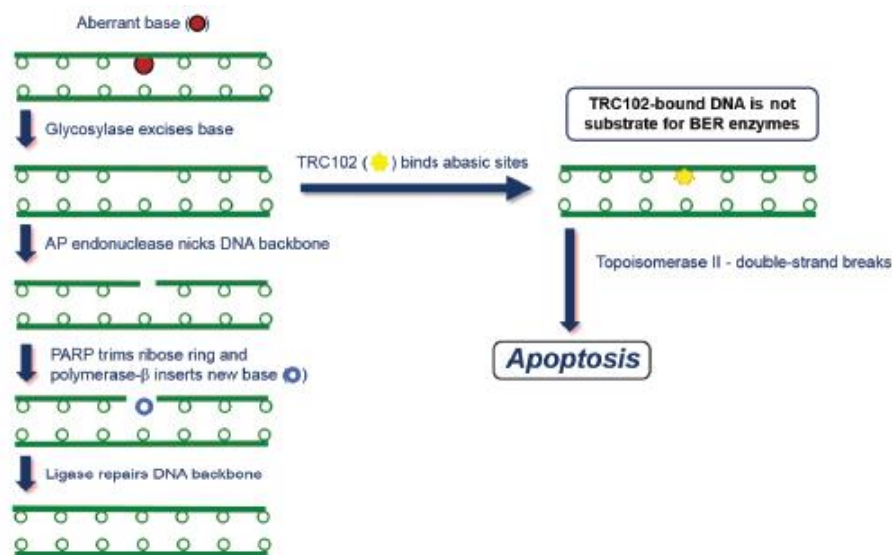 Aberrant base ( )
Glycosylase excises base
TRC102 ( ) binds abasic sites
TRC102-bound DNA is not
substrate for BER enzymes
AP endonuclease nicks DNA backbone
Topoisomerase II - double-strand breaks
Apoptosis
PARP trims ribose ring and
polymerase-β inserts new base ( )
Ligase repairs DNA backbone